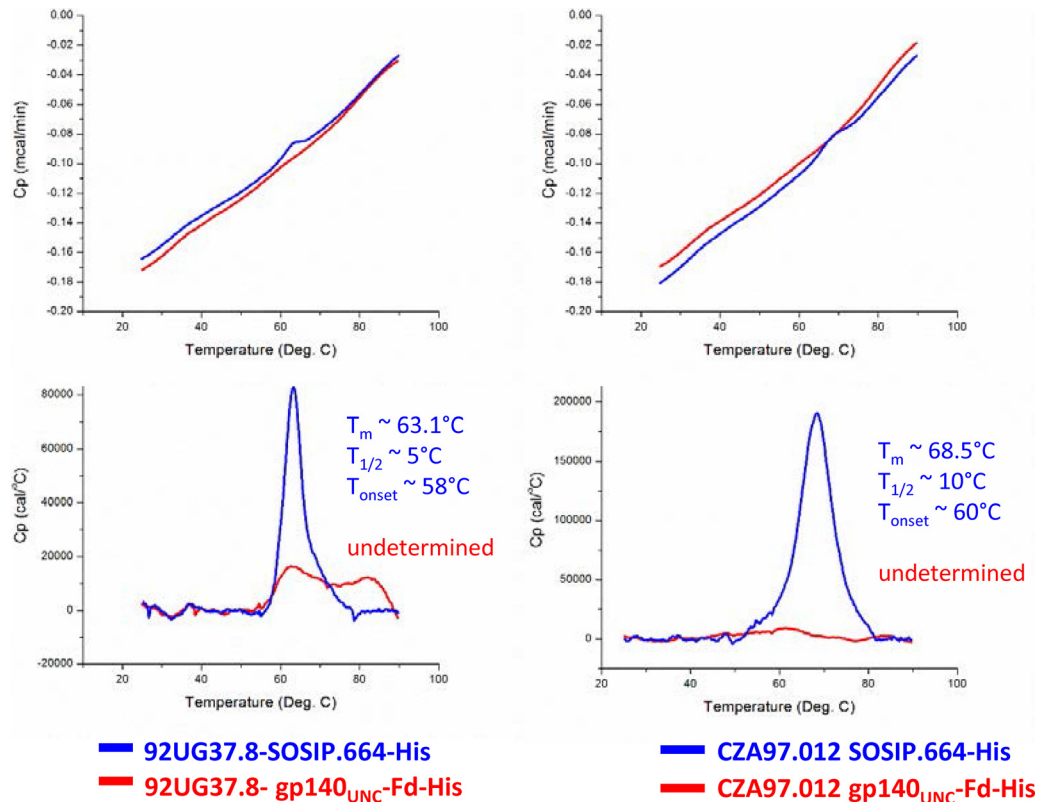 0.00
-0.02
-0.04
-0.06
-0.08
-0.10
-0.12
-0.14
-0.16
-0.18
-0.20
Cp (mcal/min)
20 40 60 80 100
Temperature (Deg. C)
0.00
-0.02
-0.04
-0.06
-0.08
-0.10
-0.12
-0.14
-0.16
-0.18
-0.20
Cp (mcal/min)
20 40 60 80 100
Temperature (Deg. C)
80000
60000
40000
20000
0
-20000
Cp (cal/°C)
Tm ~ 63.1°C
T1/2 ~ 5°C
Tonset ~ 58°C
undetermined
20 40 60 80 100
Temperature (Deg. C)
200000
150000
100000
50000
0
Cp (cal/°C)
Tm ~ 68.5°C
T1/2 ~ 10°C
Tonset ~ 60°C
undetermined
20 40 60 80 100
Temperature (Deg. C)
92UG37.8-SOSIP.664-His
92UG37.8- gp140UNC-Fd-His
CZA97.012 SOSIP.664-His
CZA97.012 gp140UNC-Fd-His